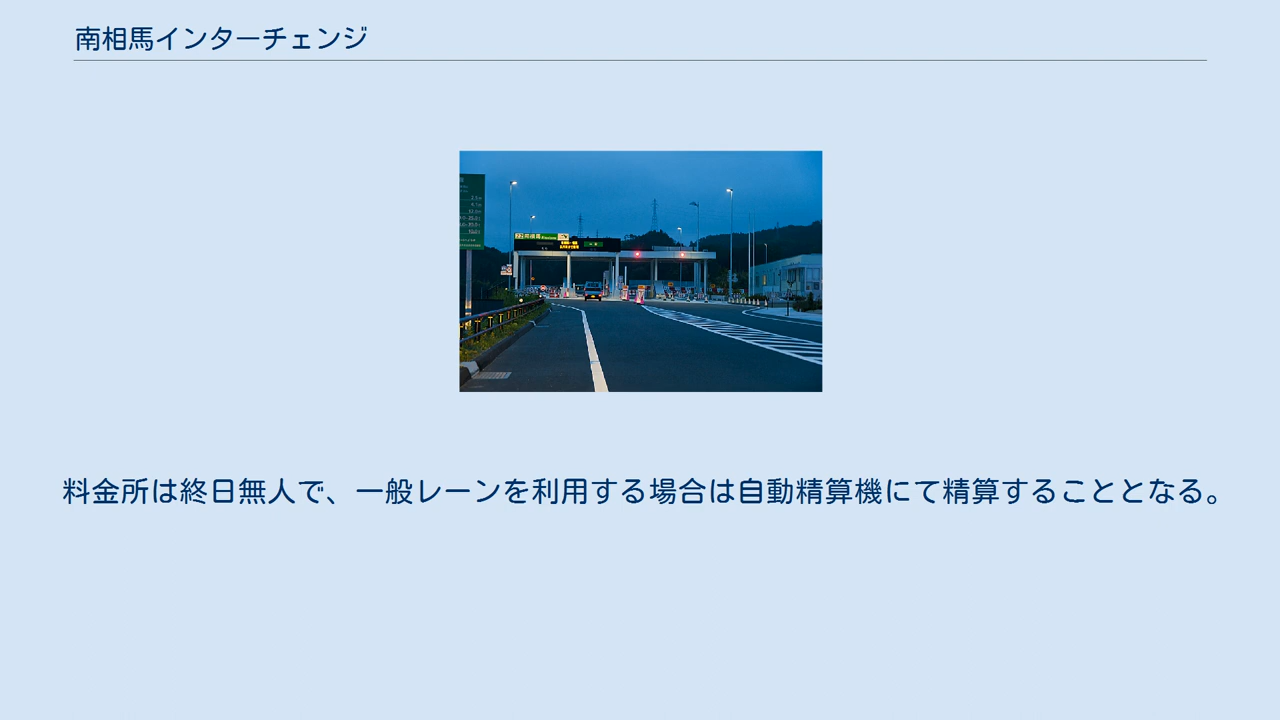 南相馬インターチェンジ
料金所は終日無人で、一般レーンを利用する場合は自動精算機にて精算することとなる。